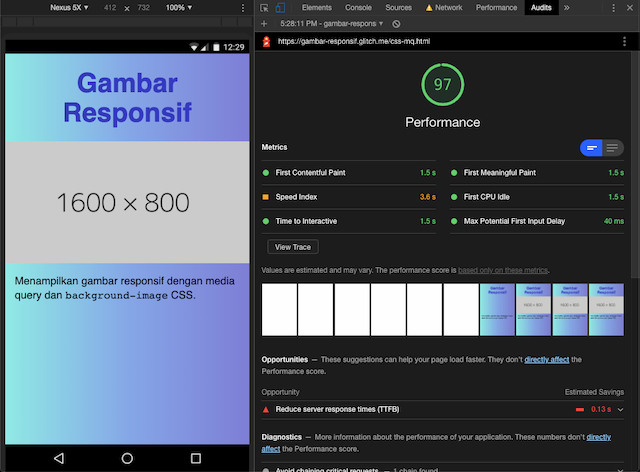 Nexus 5X ▼ 412 × 732 100% ▼
12:29
Gambar
Responsif
1600 × 800
Menampilkan gambar responsif dengan media
query dan background-image CSS.
Elements Console Sources Network Performance Audits »
+ 5:28:11 PM - gambar-respons ▼
https://gambar-responsif.glitch.me/css-mq.html
97
Performance
Metrics
First Contentful Paint 1.5 s
First Meaningful Paint 1.5 s
Speed Index 3.6 s
First CPU Idle 1.5 s
Time to Interactive 1.5 s
Max Potential First Input Delay 40 ms
View Trace
Values are estimated and may vary. The performance score is based only on these metrics.
Opportunities — These suggestions can help your page load faster. They don't directly affect the
Performance score.
Opportunity Estimated Savings
Reduce server response times (TTFB) 0.13 s
Diagnostics — More information about the performance of your application. These numbers don't directly
affect the Performance score.
Avoid chaining critical requests — 1 chain found